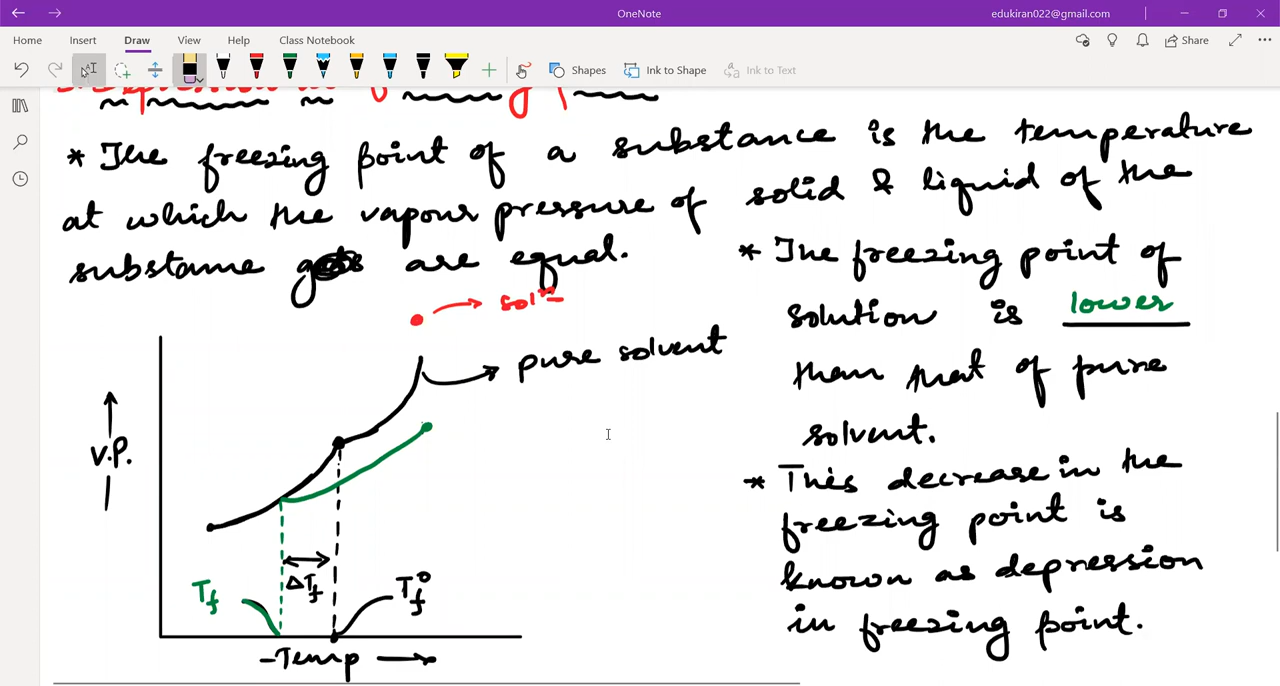 OneNote
edukiran022@gmail.com
Home Insert Draw View Help Class Notebook
Share
Shapes Ink to Shape Ink to Text
* The freezing point of a substance is the temperature
at which the vapour pressure of solid & liquid of the
substance are equal.
solⁿ
pure solvent
V.P.
Tf
ΔTf
Tf°
-Temp
* The freezing point of
solution is lower
than that of pure
solvent.
* This decrease in the
freezing point is
known as depression
in freezing point.